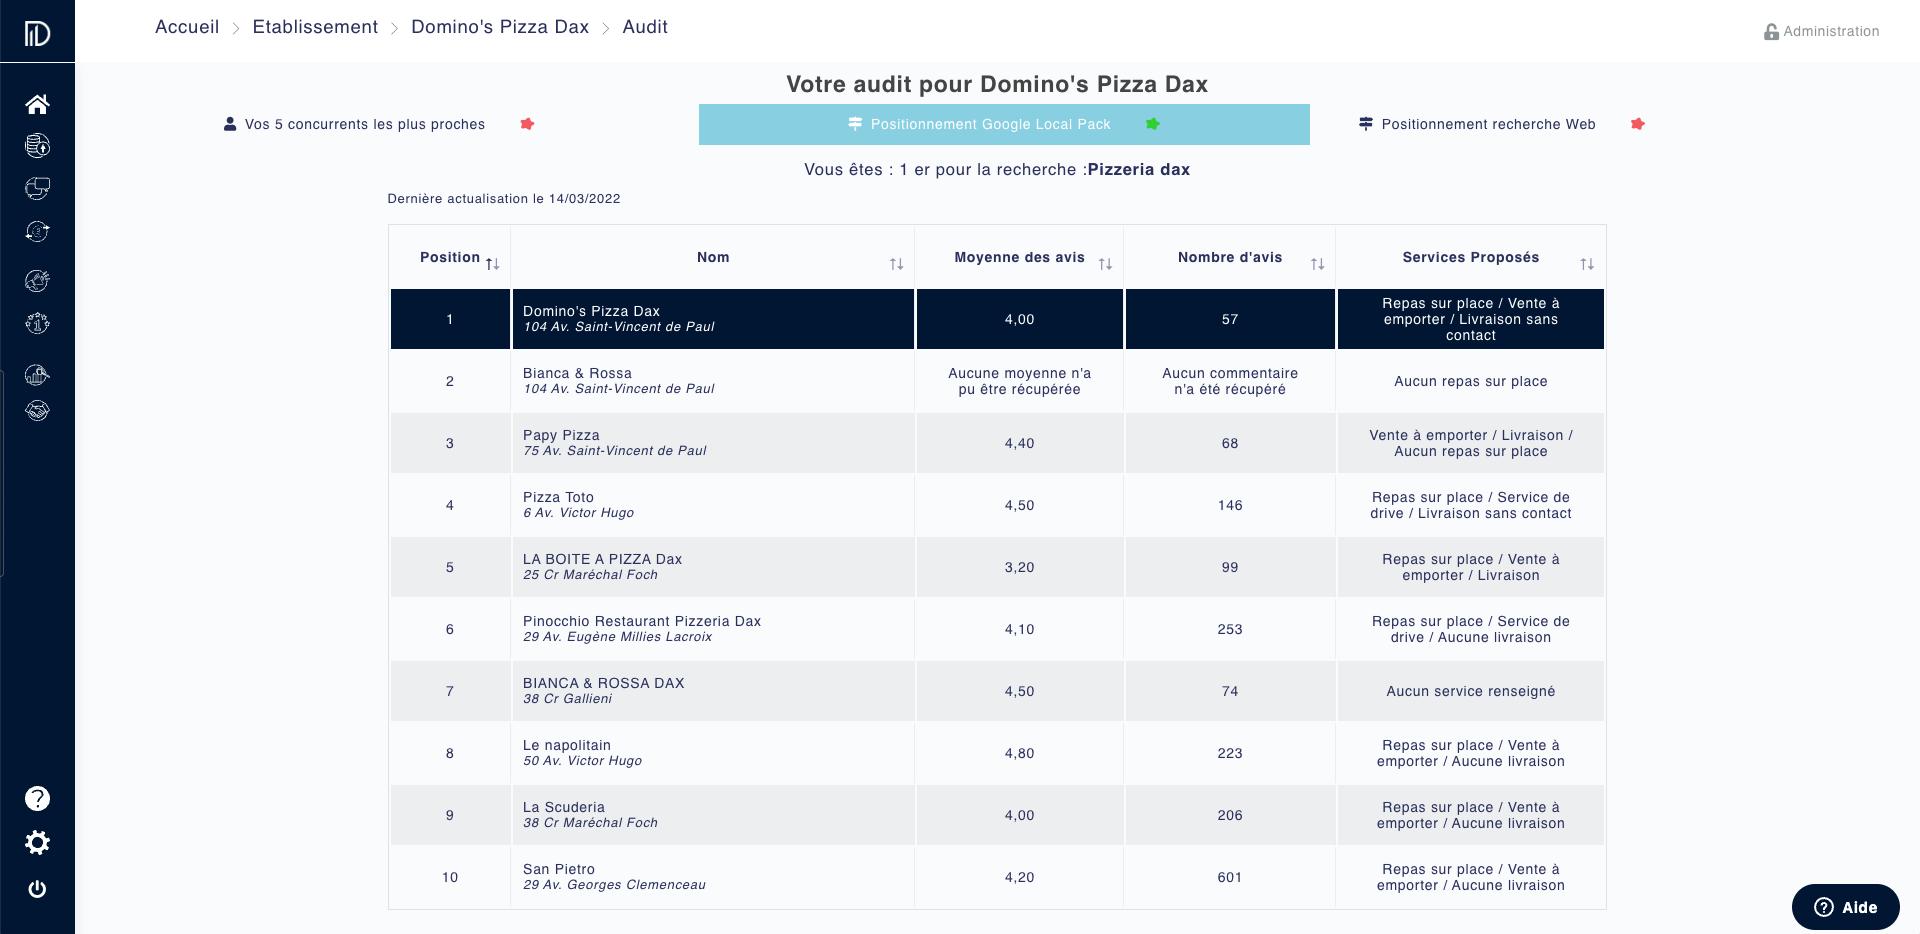 Accueil > Etablissement > Domino's Pizza Dax > Audit
Administration
Votre audit pour Domino's Pizza Dax
Vos 5 concurrents les plus proches
Positionnement Google Local Pack
Positionnement recherche Web
Vous êtes : 1 er pour la recherche :Pizzeria dax
Dernière actualisation le 14/03/2022
Position Nom Moyenne des avis Nombre d'avis Services Proposés
1
Domino's Pizza Dax
104 Av. Saint-Vincent de Paul
4,00
57
Repas sur place / Vente à
emporter / Livraison sans
contact
2
Bianca & Rossa
104 Av. Saint-Vincent de Paul
Aucune moyenne n'a
pu être récupérée
Aucun commentaire
n'a été récupéré
Aucun repas sur place
3
Papy Pizza
75 Av. Saint-Vincent de Paul
4,40
68
Vente à emporter / Livraison /
Aucun repas sur place
4
Pizza Toto
6 Av. Victor Hugo
4,50
146
Repas sur place / Service de
drive / Livraison sans contact
5
LA BOITE A PIZZA Dax
25 Cr Maréchal Foch
3,20
99
Repas sur place / Vente à
emporter / Livraison
6
Pinocchio Restaurant Pizzeria Dax
29 Av. Eugène Millies Lacroix
4,10
253
Repas sur place / Service de
drive / Aucune livraison
7
BIANCA & ROSSA DAX
38 Cr Gallieni
4,50
74
Aucun service renseigné
8
Le napolitain
50 Av. Victor Hugo
4,80
223
Repas sur place / Vente à
emporter / Aucune livraison
9
La Scuderia
38 Cr Maréchal Foch
4,00
206
Repas sur place / Vente à
emporter / Aucune livraison
10
San Pietro
29 Av. Georges Clemenceau
4,20
601
Repas sur place / Vente à
emporter / Aucune livraison
Aide